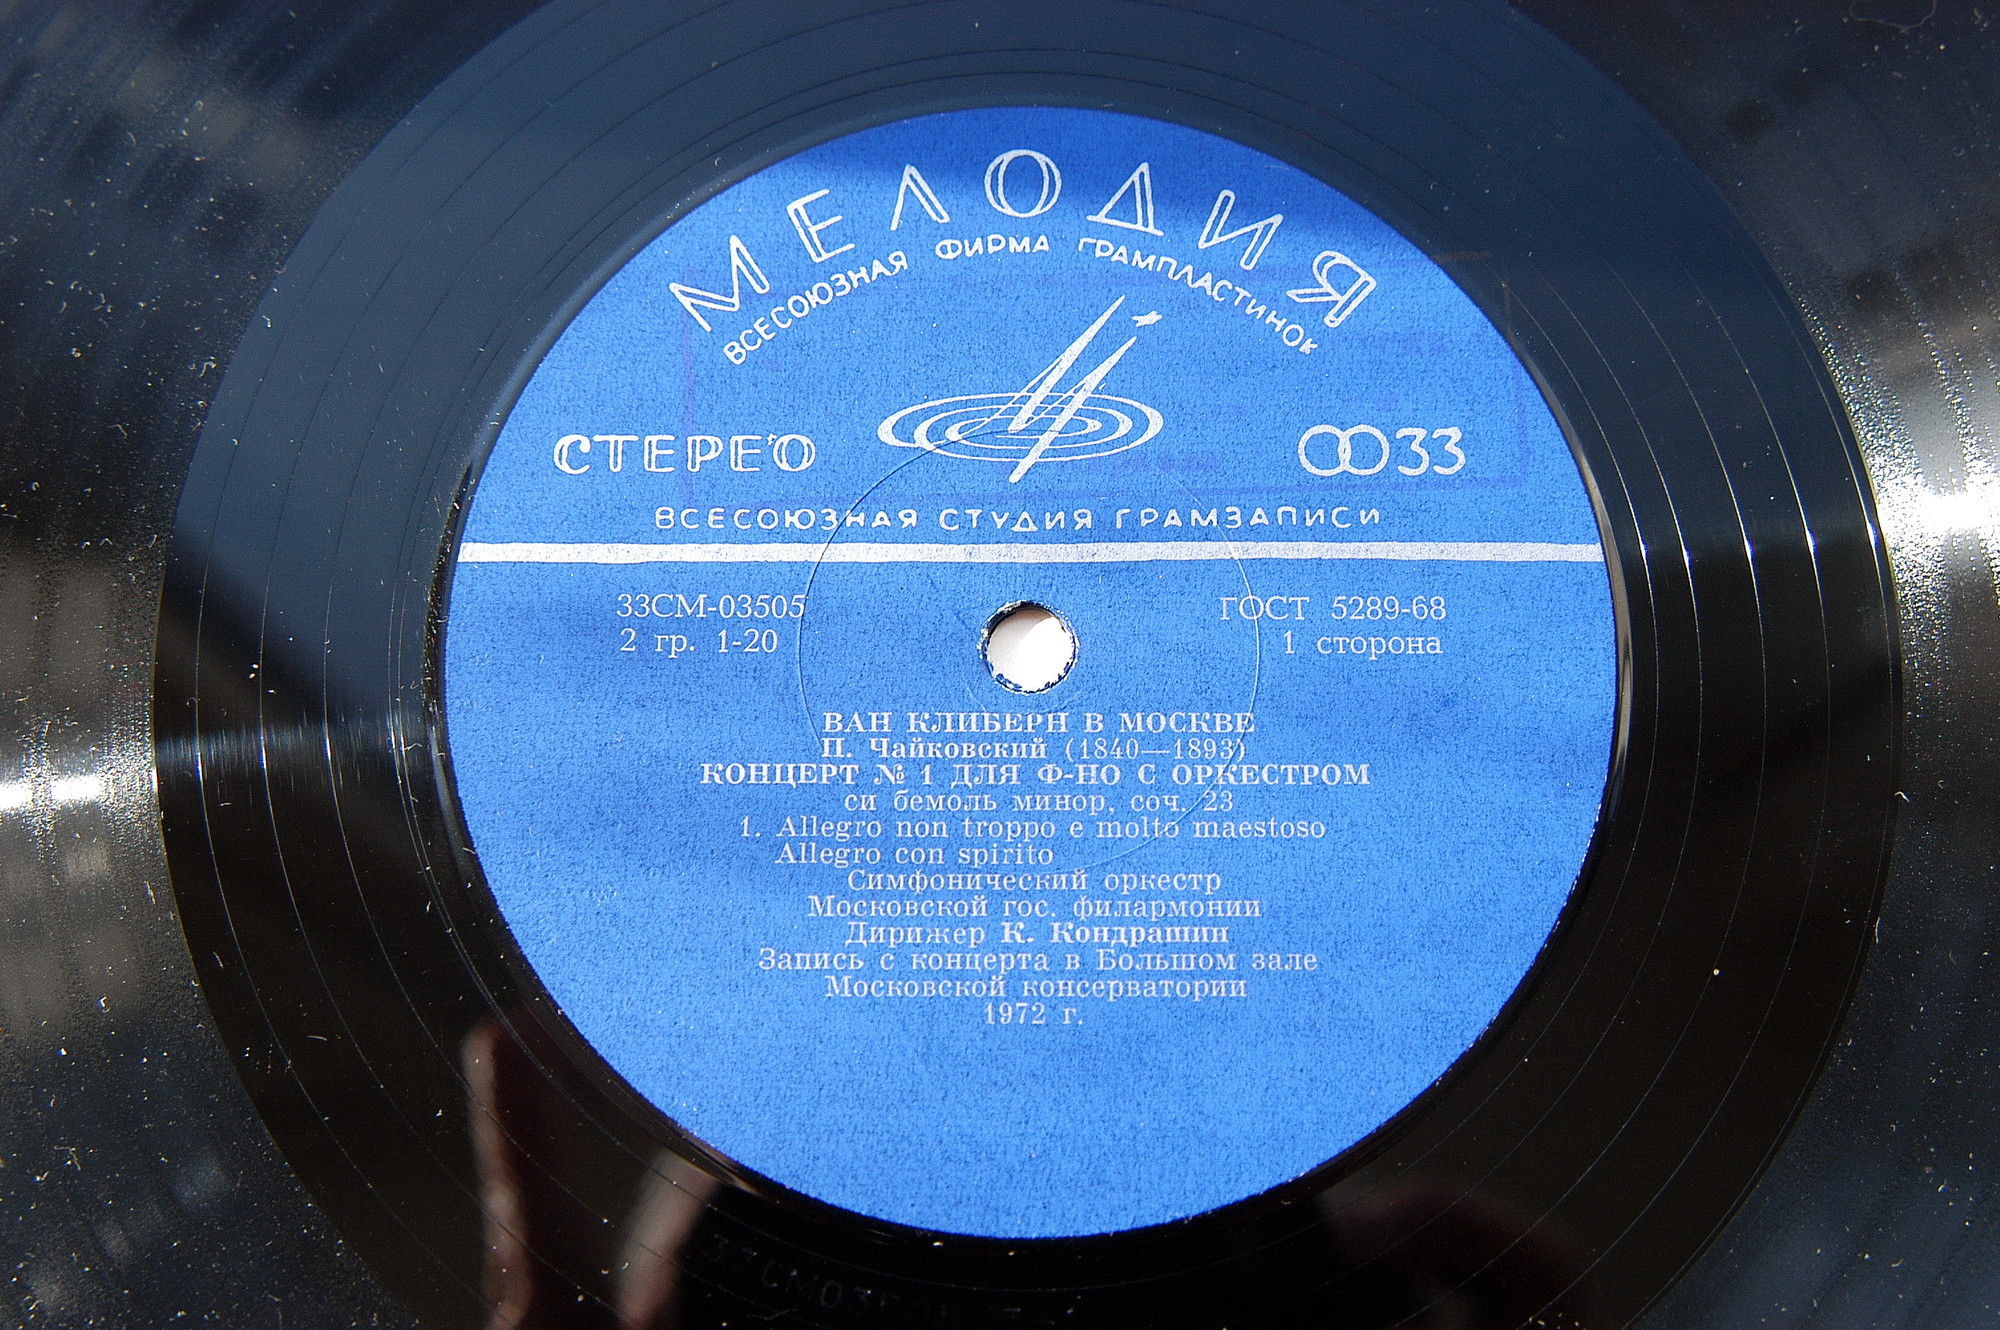 МЕЛОДИЯ
ВСЕСОЮЗНАЯ ФИРМА ГРАМПЛАСТИНОК
СТЕРЕО
33
ВСЕСОЮЗНАЯ СТУДИЯ ГРАМЗАПИСИ
33СМ-03505
ГОСТ 5289-68
2 гр. 1-20
1 сторона
ВАН КЛИБЕРН В МОСКВЕ
П. Чайковский (1840—1893)
КОНЦЕРТ № 1 ДЛЯ Ф-НО С ОРКЕСТРОМ
си бемоль минор, соч. 23
1. Allegro non troppo e molto maestoso
Allegro con spirito
Симфонический оркестр
Московской гос. филармонии
Дирижер К. Кондрашин
Запись с концерта в Большом зале
Московской консерватории
1972 г.